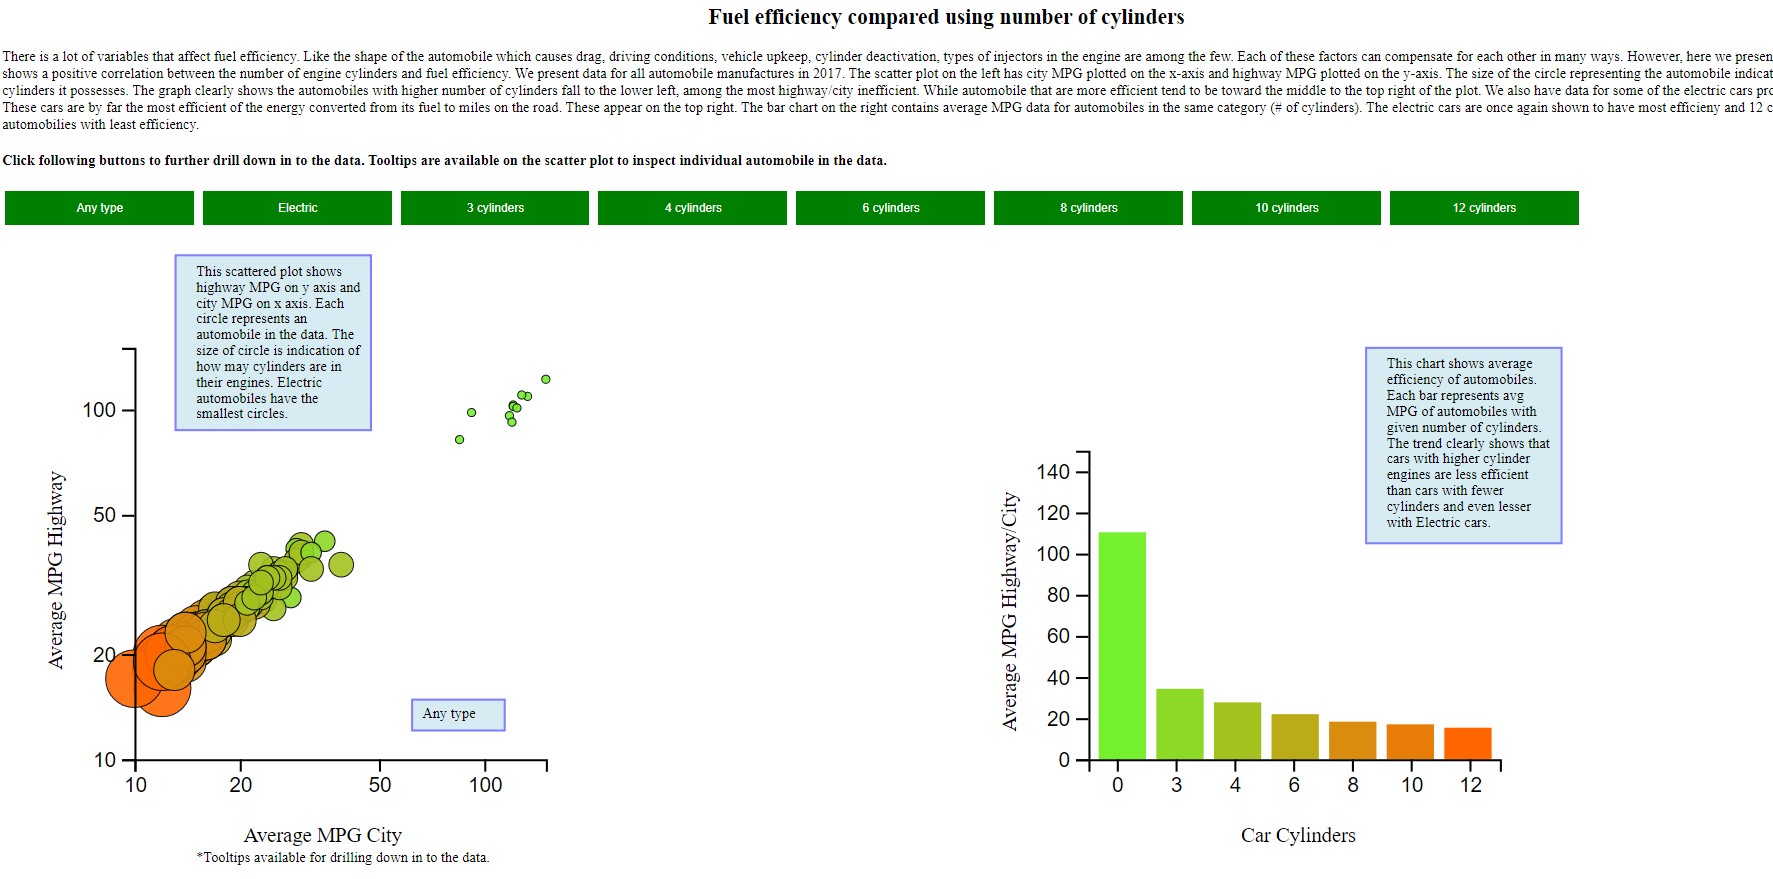 Fuel efficiency compared using number of cylinders
There is a lot of variables that affect fuel efficiency. Like the shape of the automobile which causes drag, driving conditions, vehicle upkeep, cylinder deactivation, types of injectors in the engine are among the few. Each of these factors can compensate for each other in many ways. However, here we presen
shows a positive correlation between the number of engine cylinders and fuel efficiency. We present data for all automobile manufactures in 2017. The scatter plot on the left has city MPG plotted on the x-axis and highway MPG plotted on the y-axis. The size of the circle representing the automobile indicat
cylinders it possesses. The graph clearly shows the automobiles with higher number of cylinders fall to the lower left, among the most highway/city inefficient. While automobile that are more efficient tend to be toward the middle to the top right of the plot. We also have data for some of the electric cars pro
These cars are by far the most efficient of the energy converted from its fuel to miles on the road. These appear on the top right. The bar chart on the right contains average MPG data for automobiles in the same category (# of cylinders). The electric cars are once again shown to have most efficieny and 12 c
automobilies with least efficiency.
Click following buttons to further drill down in to the data. Tooltips are available on the scatter plot to inspect individual automobile in the data.
Any type
Electric
3 cylinders
4 cylinders
6 cylinders
8 cylinders
10 cylinders
12 cylinders
This scattered plot shows
highway MPG on y axis and
city MPG on x axis. Each
circle represents an
automobile in the data. The
size of circle is indication of
how may cylinders are in
their engines. Electric
automobiles have the
smallest circles.
100
50
20
10
Average MPG Highway
Any type
10
20
50
100
Average MPG City
*Tooltips available for drilling down in to the data.
This chart shows average
efficiency of automobiles.
Each bar represents avg
MPG of automobiles with
given number of cylinders.
The trend clearly shows that
cars with higher cylinder
engines are less efficient
than cars with fewer
cylinders and even lesser
with Electric cars.
140
120
100
80
60
40
20
0
Average MPG Highway/City
0
3
4
6
8
10
12
Car Cylinders